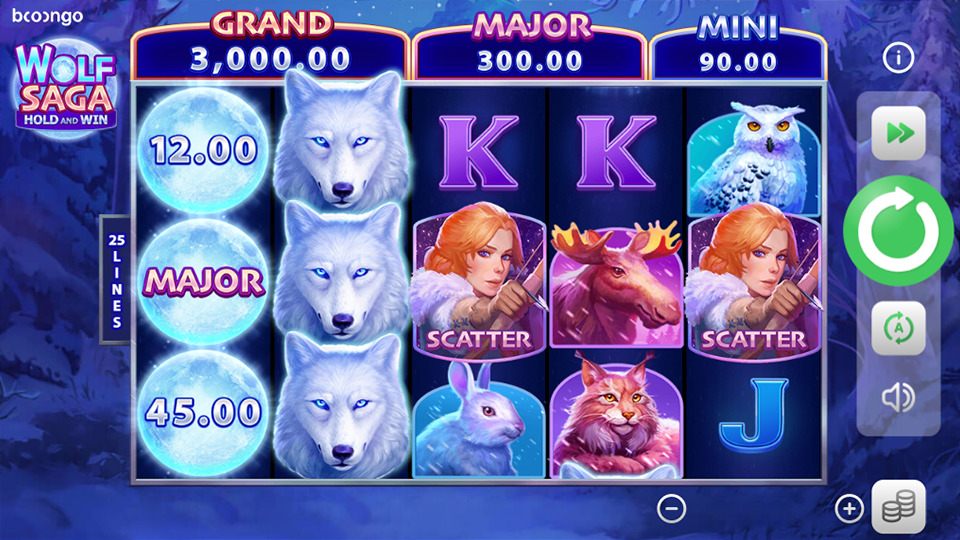 booongo
GRAND
3,000.00
MAJOR
300.00
MINI
90.00
i
WOLF
SAGA
HOLD AND WIN
12.00
K
K
25 LINES
MAJOR
SCATTER
SCATTER
A
45.00
J